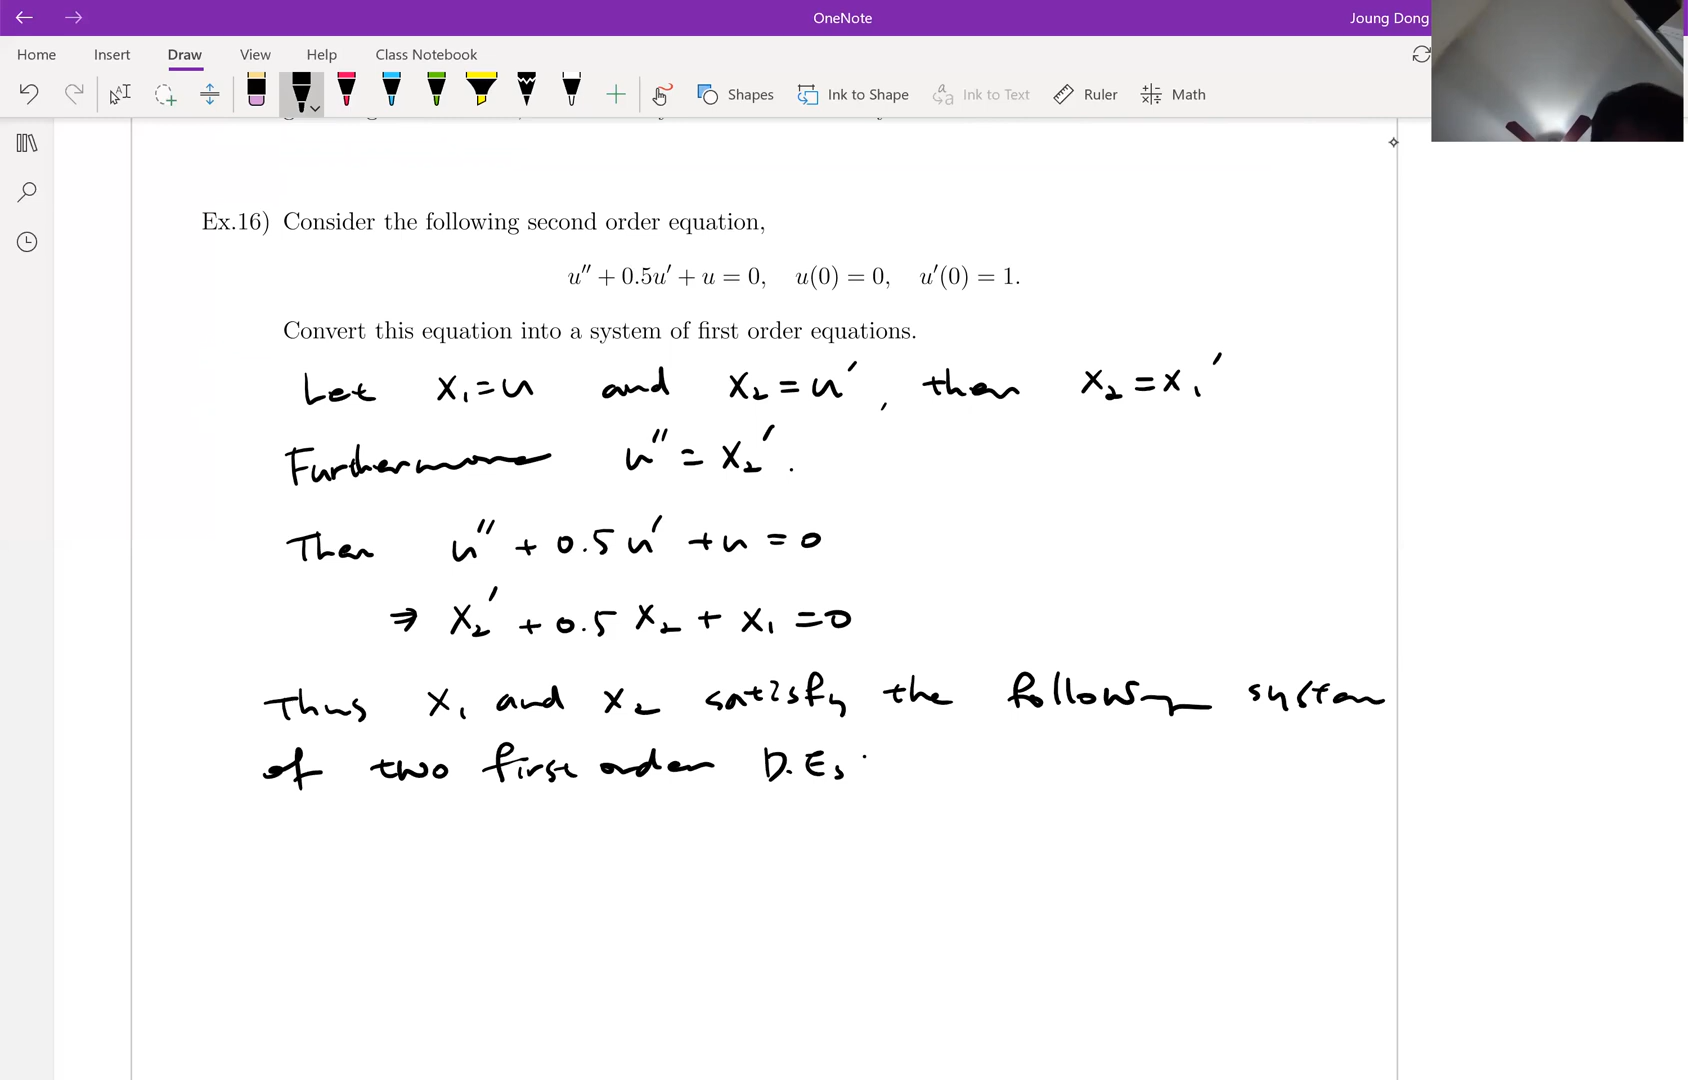 OneNote
Joung Dong
Home Insert Draw View Help Class Notebook
Shapes Ink to Shape Ink to Text Ruler Math
Ex.16) Consider the following second order equation,
u″ + 0.5u′ + u = 0, u(0) = 0, u′(0) = 1.
Convert this equation into a system of first order equations.
Let x₁ = u and x₂ = u′, then x₂ = x₁′
Furthermore u″ = x₂′.
Then u″ + 0.5 u′ + u = 0
⇒ x₂′ + 0.5 x₂ + x₁ = 0
Thus x₁ and x₂ satisfy the following system
of two first order D.Es